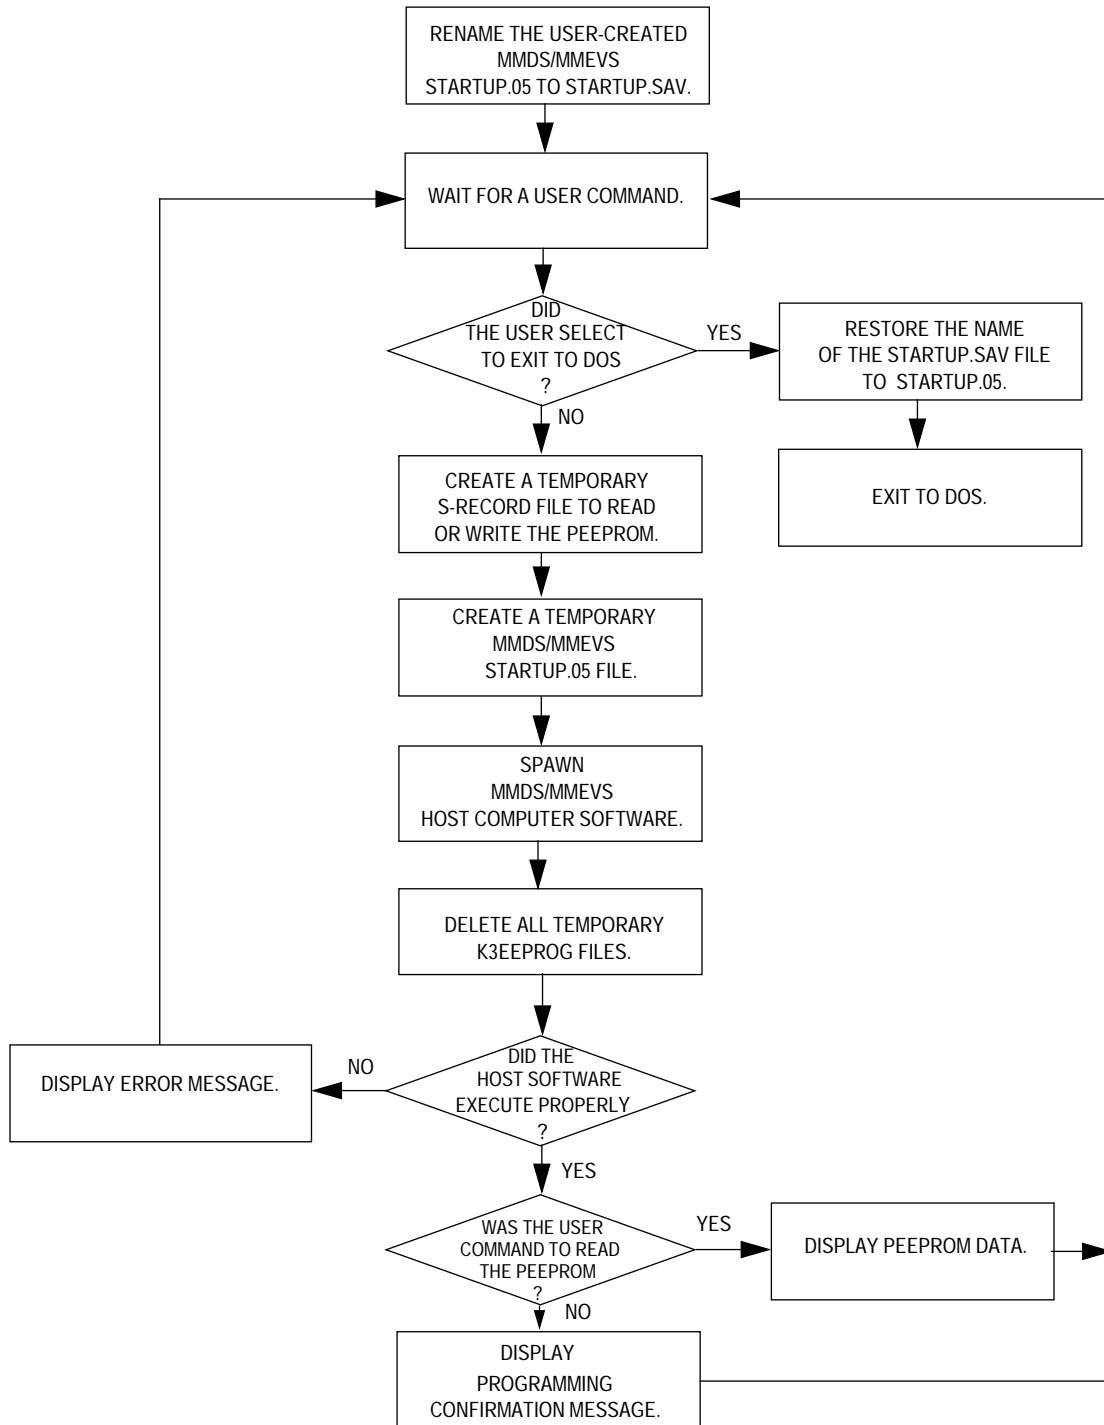 RENAME THE USER-CREATED
MMDS/MMEVS
STARTUP.05 TO STARTUP.SAV.
WAIT FOR A USER COMMAND.
DID
THE USER SELECT
TO EXIT TO DOS
?
YES
RESTORE THE NAME
OF THE STARTUP.SAV FILE
TO STARTUP.05.
NO
EXIT TO DOS.
CREATE A TEMPORARY
S-RECORD FILE TO READ
OR WRITE THE PEEPROM.
CREATE A TEMPORARY
MMDS/MMEVS
STARTUP.05 FILE.
SPAWN
MMDS/MMEVS
HOST COMPUTER SOFTWARE.
DELETE ALL TEMPORARY
K3EEPROG FILES.
DID THE
HOST SOFTWARE
EXECUTE PROPERLY
?
NO
DISPLAY ERROR MESSAGE.
YES
WAS THE USER
COMMAND TO READ
THE PEEPROM
?
YES
DISPLAY PEEPROM DATA.
NO
DISPLAY
PROGRAMMING
CONFIRMATION MESSAGE.